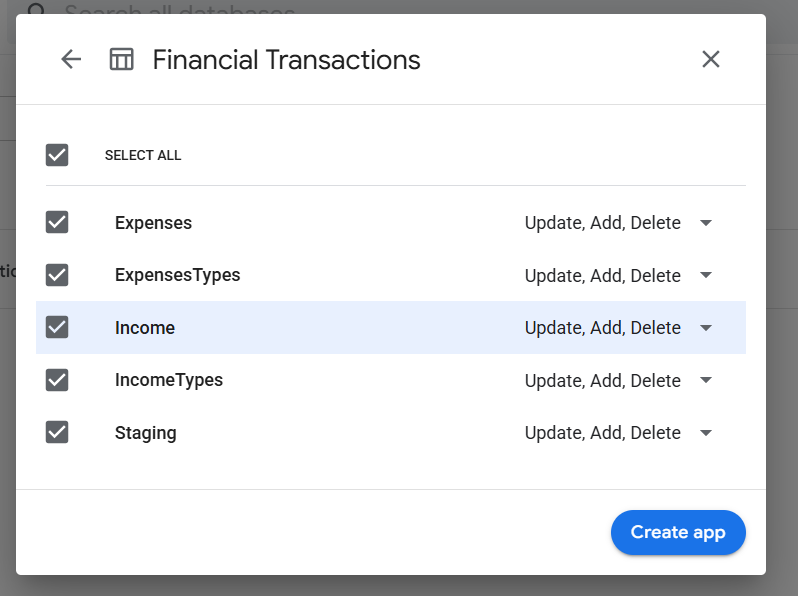 Search all databases
Financial Transactions
SELECT ALL
Expenses Update, Add, Delete
ExpensesTypes Update, Add, Delete
Income Update, Add, Delete
IncomeTypes Update, Add, Delete
Staging Update, Add, Delete
Create app